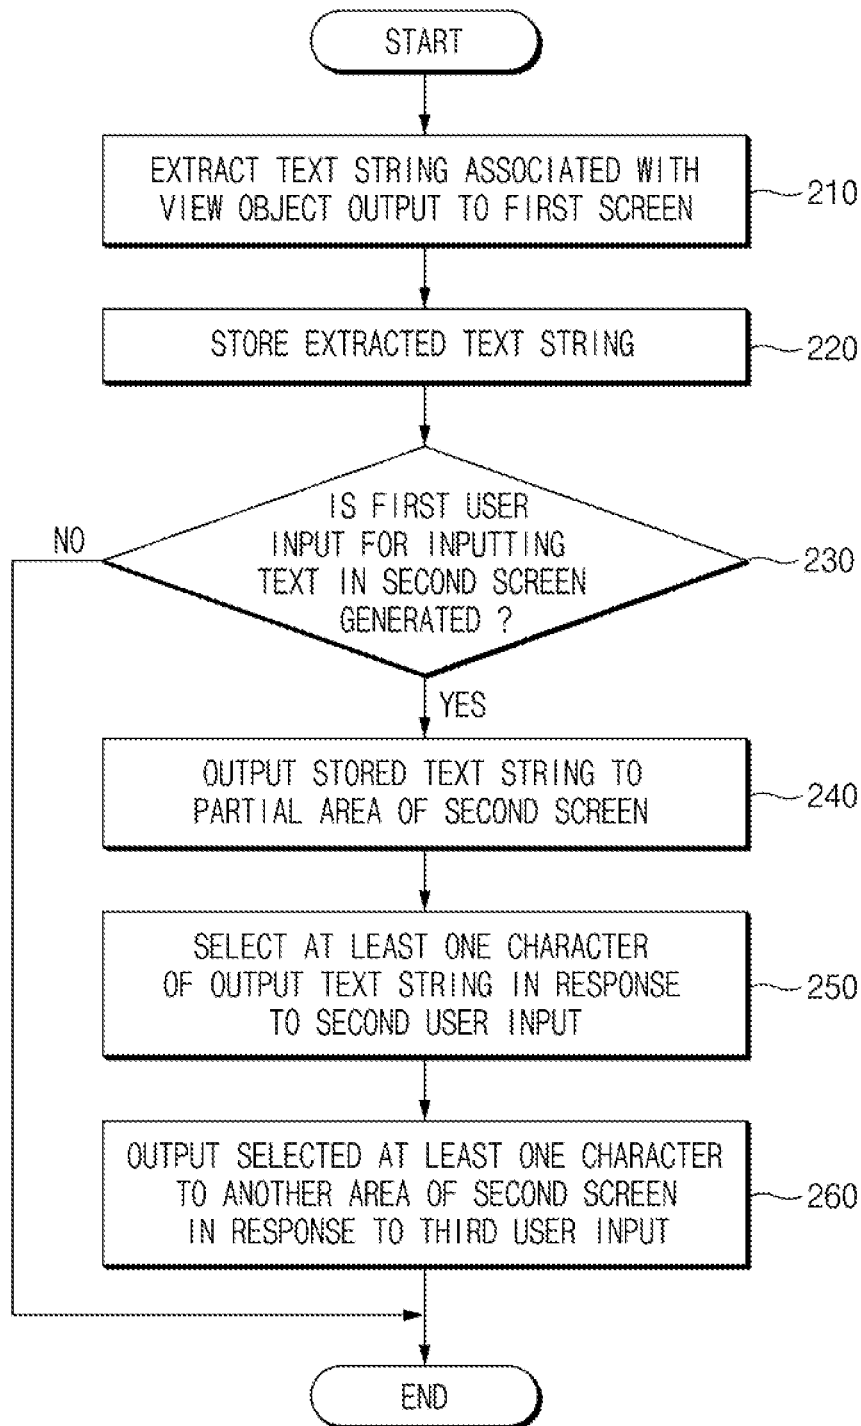 START
EXTRACT TEXT STRING ASSOCIATED WITH
VIEW OBJECT OUTPUT TO FIRST SCREEN
210
STORE EXTRACTED TEXT STRING
220
IS FIRST USER
INPUT FOR INPUTTING
TEXT IN SECOND SCREEN
GENERATED ?
NO
230
YES
OUTPUT STORED TEXT STRING TO
PARTIAL AREA OF SECOND SCREEN
240
SELECT AT LEAST ONE CHARACTER
OF OUTPUT TEXT STRING IN RESPONSE
TO SECOND USER INPUT
250
OUTPUT SELECTED AT LEAST ONE CHARACTER
TO ANOTHER AREA OF SECOND SCREEN
IN RESPONSE TO THIRD USER INPUT
260
END